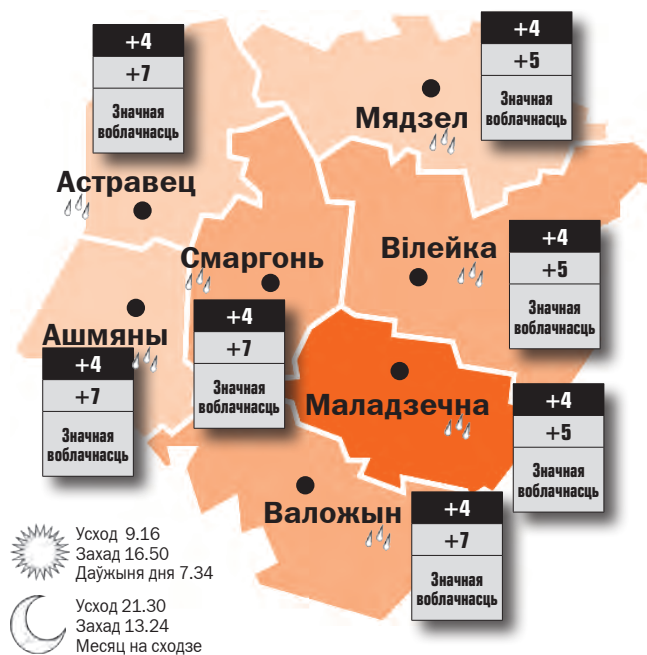 +4
+7
Значная
воблачнасць
Астравец
+4
+5
Значная
воблачнасць
Мядзел
Смаргонь
+4
+7
Значная
воблачнасць
Вілейка
+4
+5
Значная
воблачнасць
Ашмяны
+4
+7
Значная
воблачнасць
Маладзечна
+4
+5
Значная
воблачнасць
Валожын
+4
+7
Значная
воблачнасць
Усход 9.16
Захад 16.50
Даўжыня дня 7.34
Усход 21.30
Захад 13.24
Месяц на сходзе